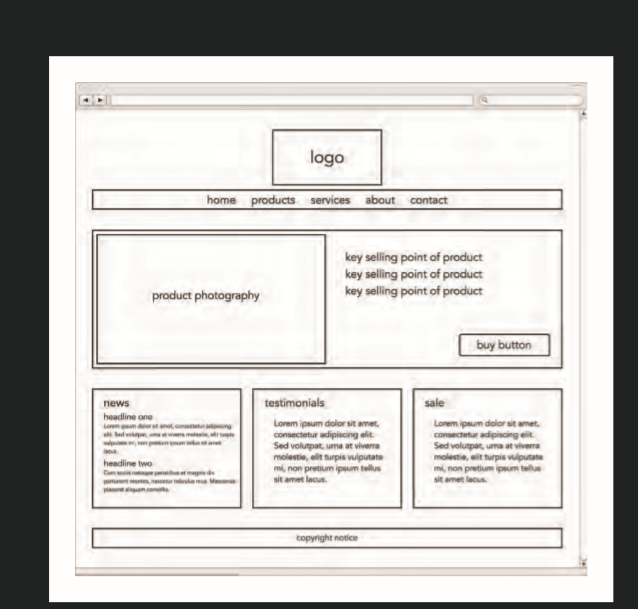 logo
home products services about contact
product photography
key selling point of product
key selling point of product
key selling point of product
buy button
news
headline one
Lorem ipsum dolor sit amet, consectetur adipiscing
elit. Sed volutpat, urna at viverra molestie, elit turpis
vulputate mi, non pretium ipsum tellus sit amet
lacus.
headline two
Cum sociis natoque penatibus et magnis dis
parturient montes, nascetur ridiculus mus. Maecenas
placerat aliquam convallis.
testimonials
Lorem ipsum dolor sit amet,
consectetur adipiscing elit.
Sed volutpat, urna at viverra
molestie, elit turpis vulputate
mi, non pretium ipsum tellus
sit amet lacus.
sale
Lorem ipsum dolor sit amet,
consectetur adipiscing elit.
Sed volutpat, urna at viverra
molestie, elit turpis vulputate
mi, non pretium ipsum tellus
sit amet lacus.
copyright notice